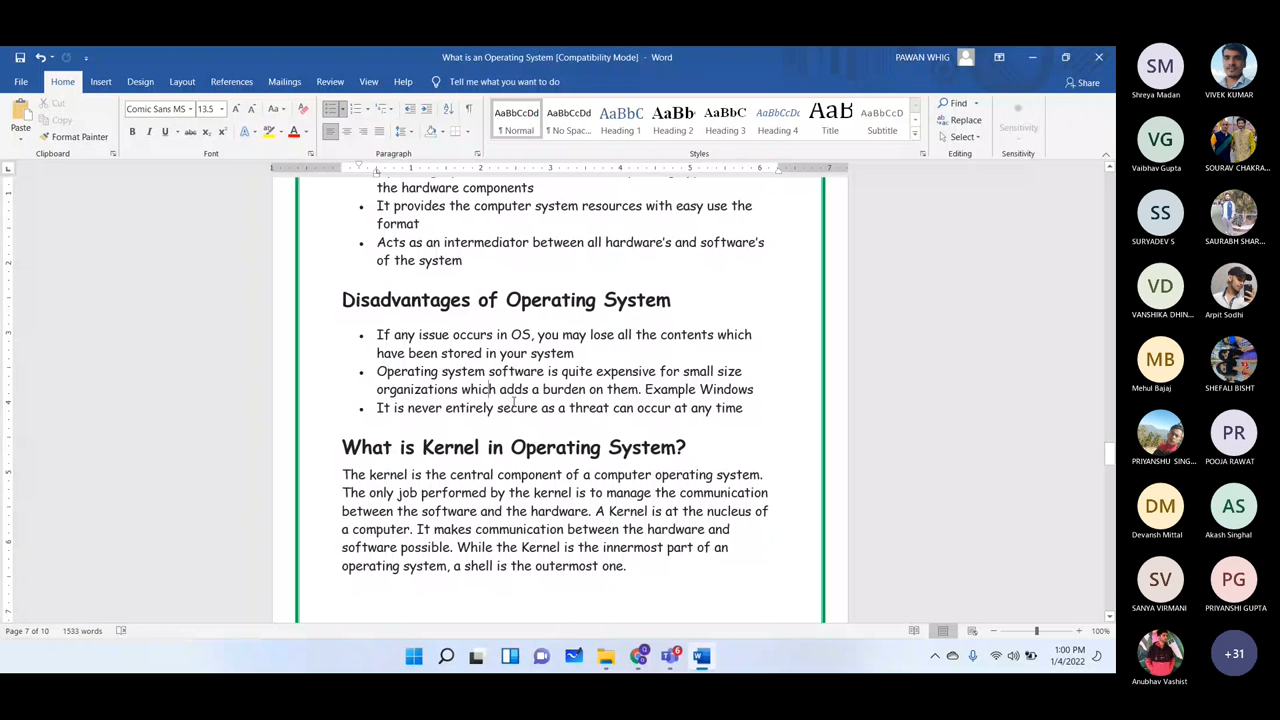 What is an Operating System [Compatibility Mode] - Word
PAWAN WHIG
File Home Insert Design Layout References Mailings Review View Help Tell me what you want to do
Share
Paste
Cut
Copy
Format Painter
Clipboard
Comic Sans MS 13.5
Font
Paragraph
AaBbCcDd AaBbCcDd AaBbC AaBb AaBbC AaBbCcDc AaB AaBbCcD
¶ Normal ¶ No Spac... Heading 1 Heading 2 Heading 3 Heading 4 Title Subtitle
Styles
Find
Replace
Select
Editing
Sensitivity
Sensitivity
the hardware components
• It provides the computer system resources with easy use the
format
• Acts as an intermediator between all hardware's and software's
of the system
Disadvantages of Operating System
• If any issue occurs in OS, you may lose all the contents which
have been stored in your system
• Operating system software is quite expensive for small size
organizations which adds a burden on them. Example Windows
• It is never entirely secure as a threat can occur at any time
What is Kernel in Operating System?
The kernel is the central component of a computer operating system.
The only job performed by the kernel is to manage the communication
between the software and the hardware. A Kernel is at the nucleus of
a computer. It makes communication between the hardware and
software possible. While the Kernel is the innermost part of an
operating system, a shell is the outermost one.
Page 7 of 10 1533 words
100%
1:00 PM
1/4/2022
SM
Shreya Madan VIVEK KUMAR
VG
Vaibhav Gupta SOURAV CHAKRA...
SS
SURYADEV S SAURABH SHAR...
VD
VANSHIKA DHIN... Arpit Sodhi
MB
Mehul Bajaj SHEFALI BISHT
PR
PRIYANSHU SING... POOJA RAWAT
DM AS
Devansh Mittal Akash Singhal
SV PG
SANYA VIRMANI PRIYANSHI GUPTA
+31
Anubhav Vashist